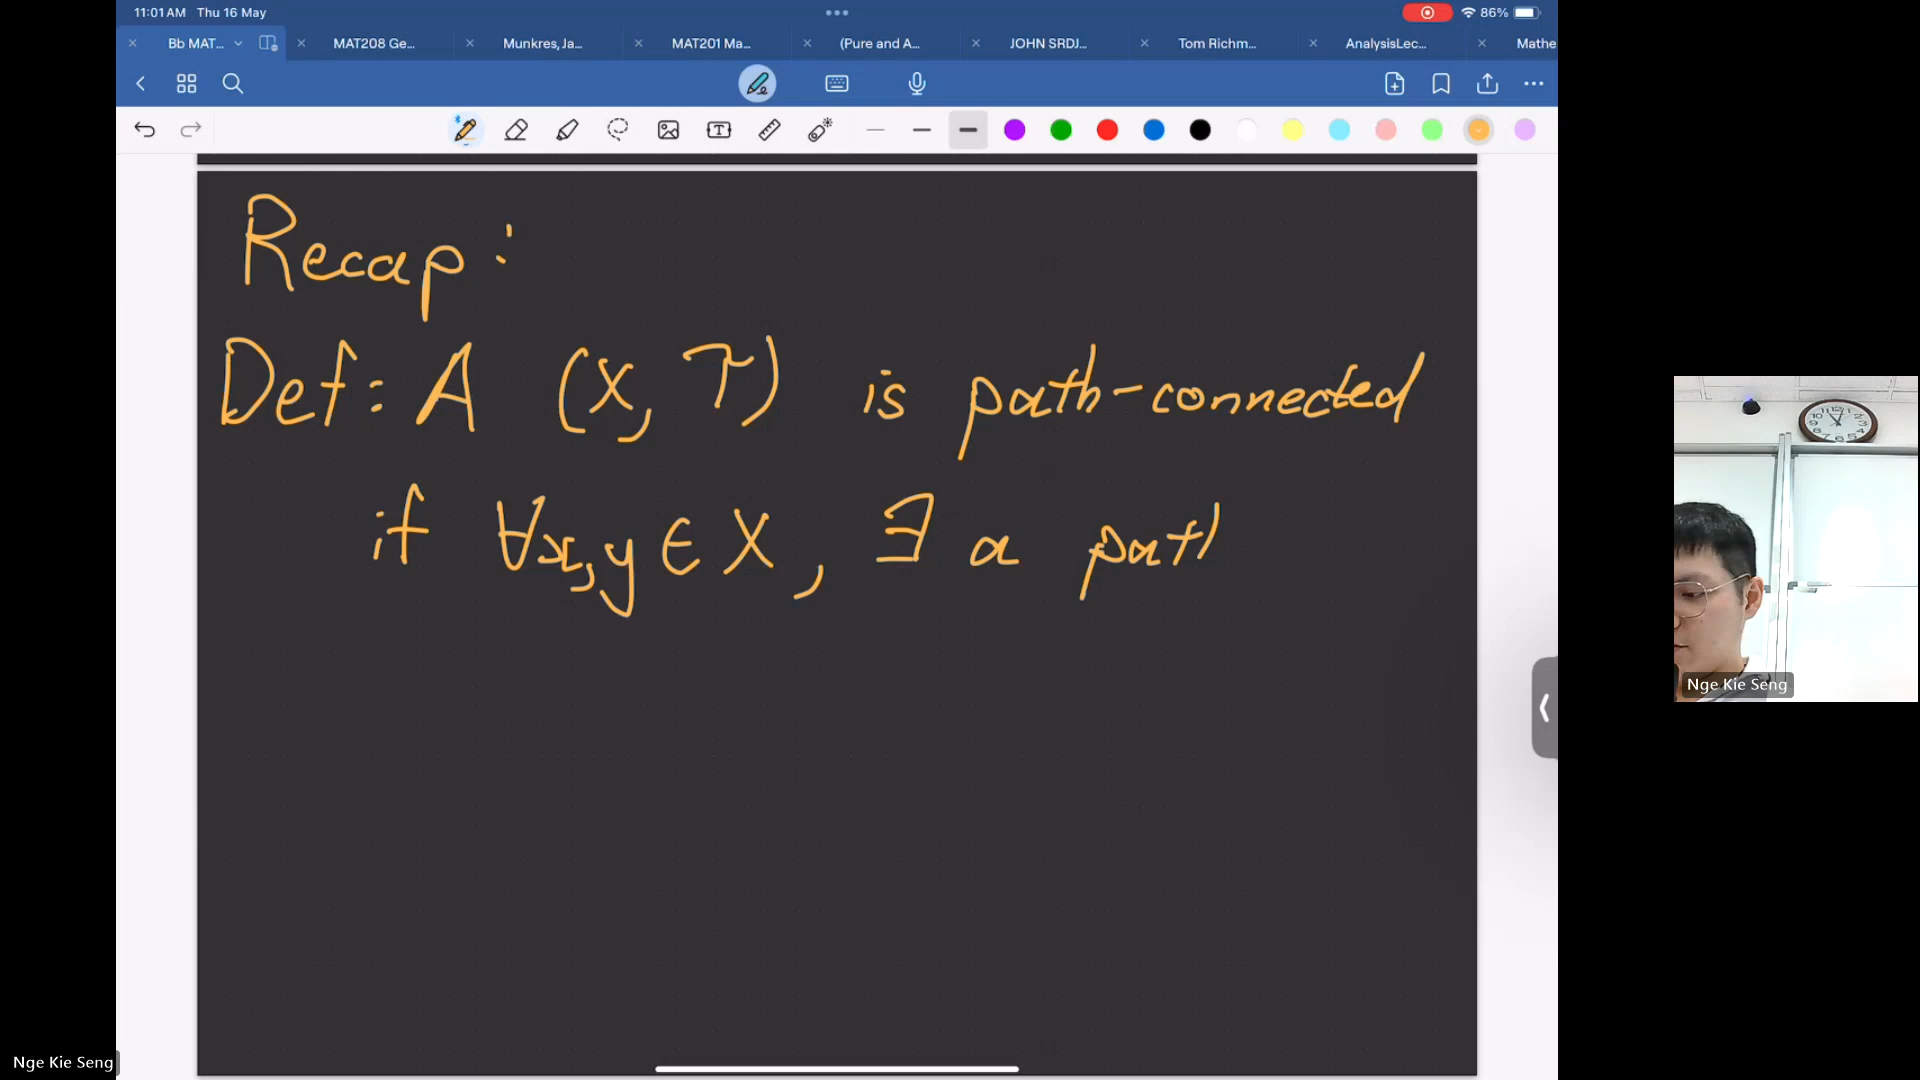 11:01 AM Thu 16 May
86%
Bb MAT...
MAT208 Ge...
Munkres, Ja...
MAT201 Ma...
(Pure and A...
JOHN SRDJ...
Tom Richm...
AnalysisLec...
Mathe
Recap:
Def: A (X, T) is path-connected
if ∀x,y ∈ X, ∃ a path
Nge Kie Seng
Nge Kie Seng